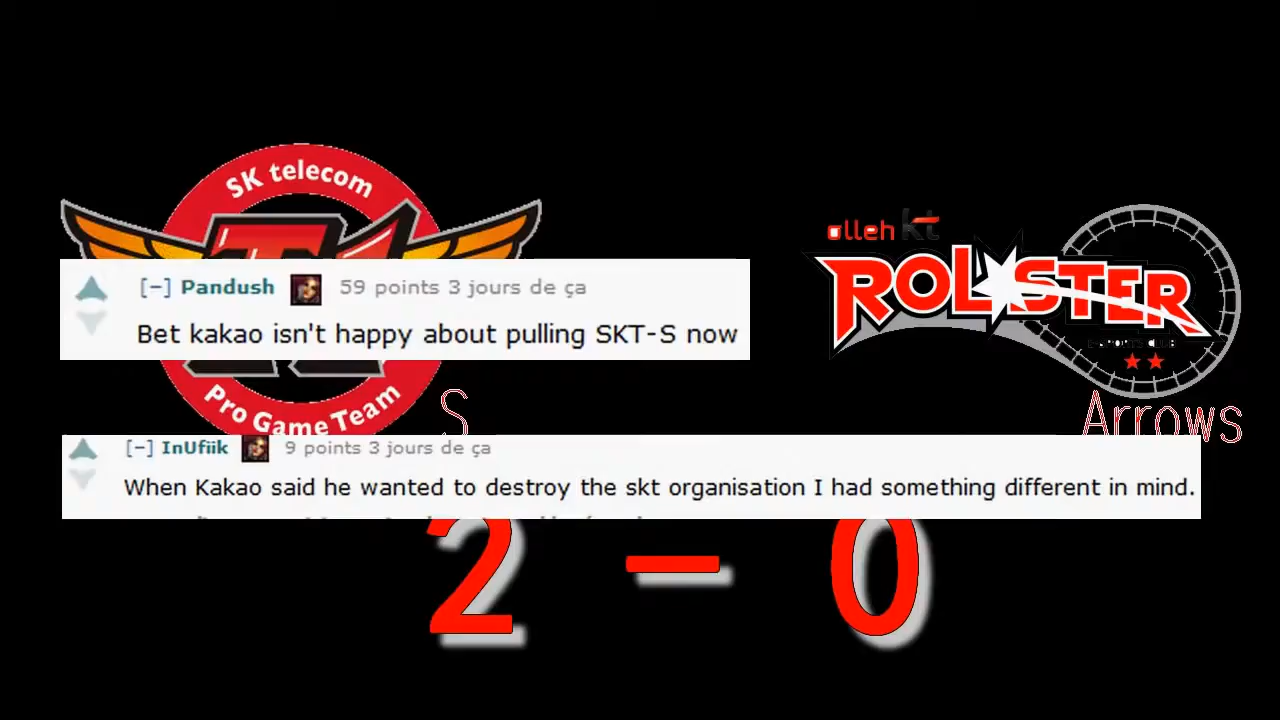 SK telecom
olleh kt
ROLSTER
[−] Pandush 59 points 3 jours de ça
Bet kakao isn't happy about pulling SKT-S now
Pro Game Team
S
Arrows
[−] InUfiik 9 points 3 jours de ça
When Kakao said he wanted to destroy the skt organisation I had something different in mind.
2 - 0